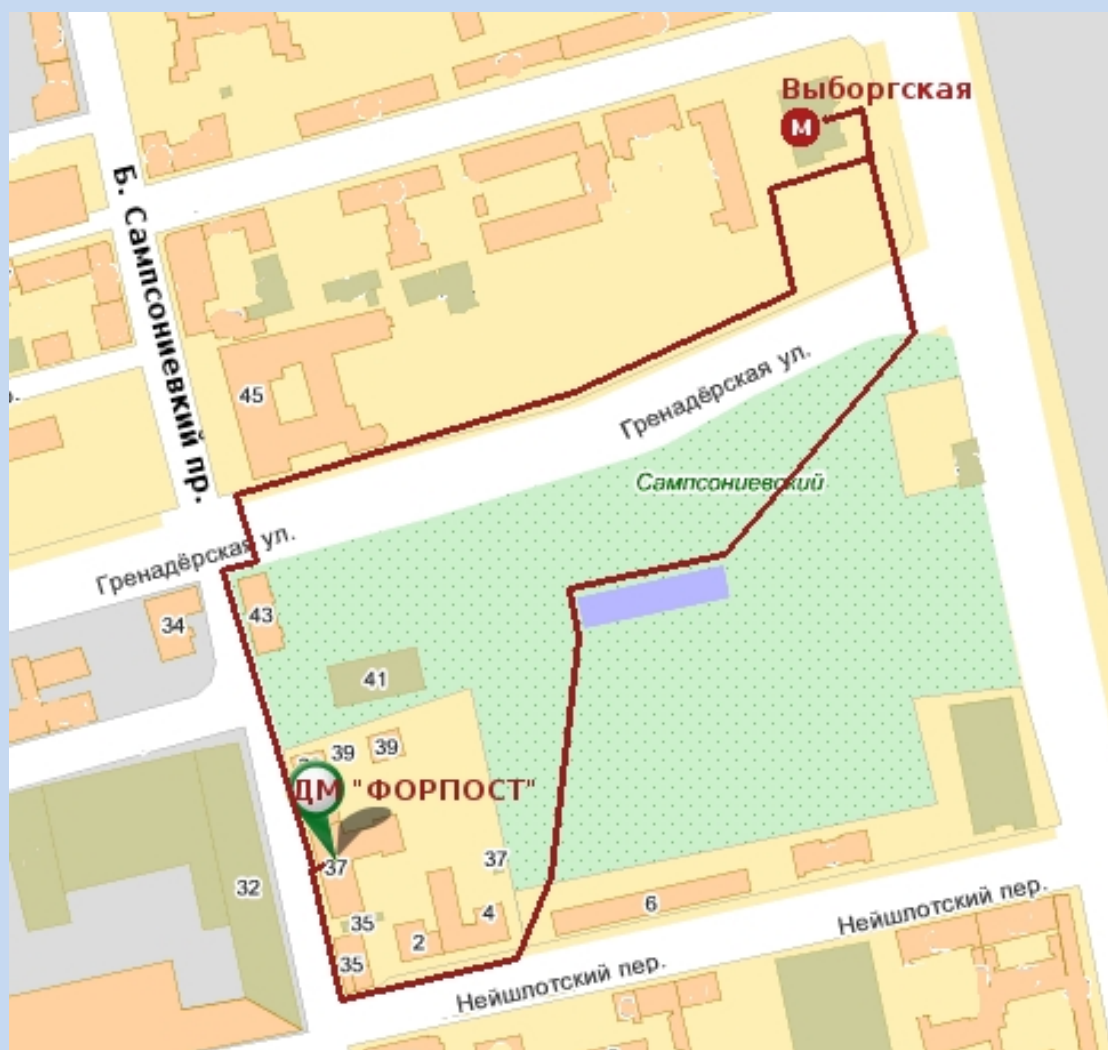 Выборгская
М
Б. Сампсониевкий пр.
Гренадёрская ул.
45
Сампсониевский
Гренадёрская ул.
43
34
41
39
39
ДМ "ФОРПОСТ"
37
37
32
35
4
6
2
35
Нейшлотский пер.
Нейшлотский пер.